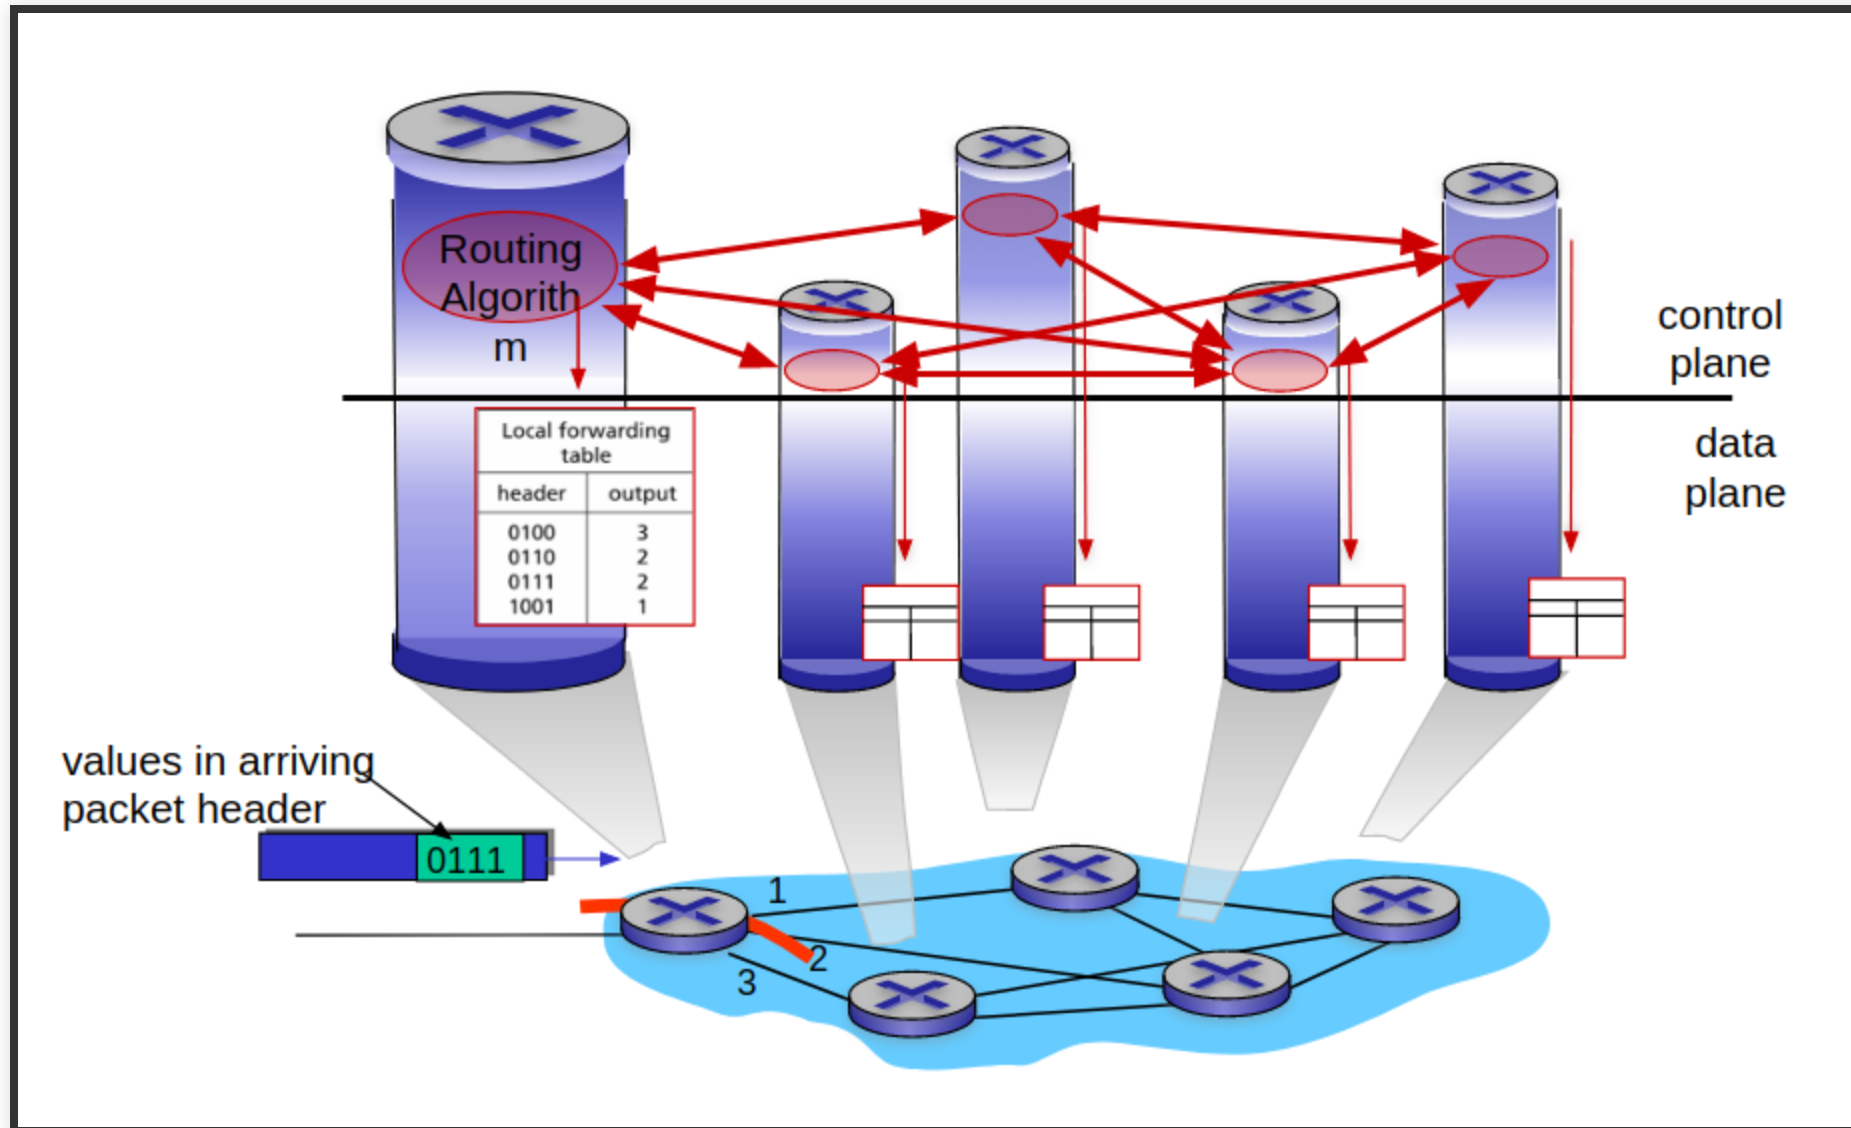 Routing
Algorith
m
control
plane
data
plane
Local forwarding
table
header output
0100 3
0110 2
0111 2
1001 1
values in arriving
packet header
0111
1
2
3